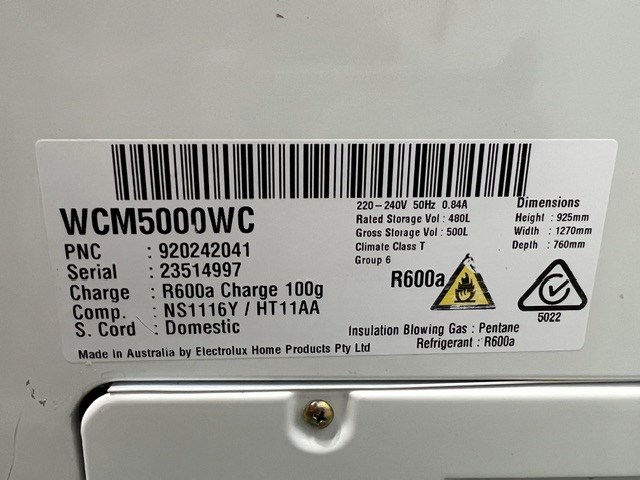 WCM5000WC
PNC : 920242041
Serial : 23514997
Charge : R600a Charge 100g
Comp. : NS1116Y / HT11AA
S. Cord : Domestic
Made In Australia by Electrolux Home Products Pty Ltd
220-240V 50Hz 0.84A
Rated Storage Vol : 480L
Gross Storage Vol : 500L
Climate Class T
Group 6
Dimensions
Height : 925mm
Width : 1270mm
Depth : 760mm
R600a
5022
Insulation Blowing Gas : Pentane
Refrigerant : R600a